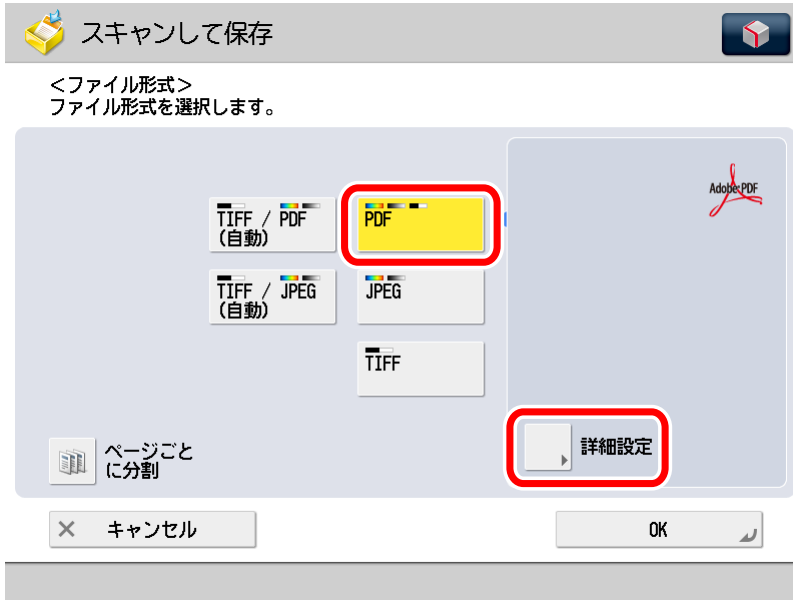 スキャンして保存
<ファイル形式>
ファイル形式を選択します。
Adobe PDF
TIFF / PDF
(自動)
PDF
TIFF / JPEG
(自動)
JPEG
TIFF
ページごと
に分割
詳細設定
キャンセル
OK